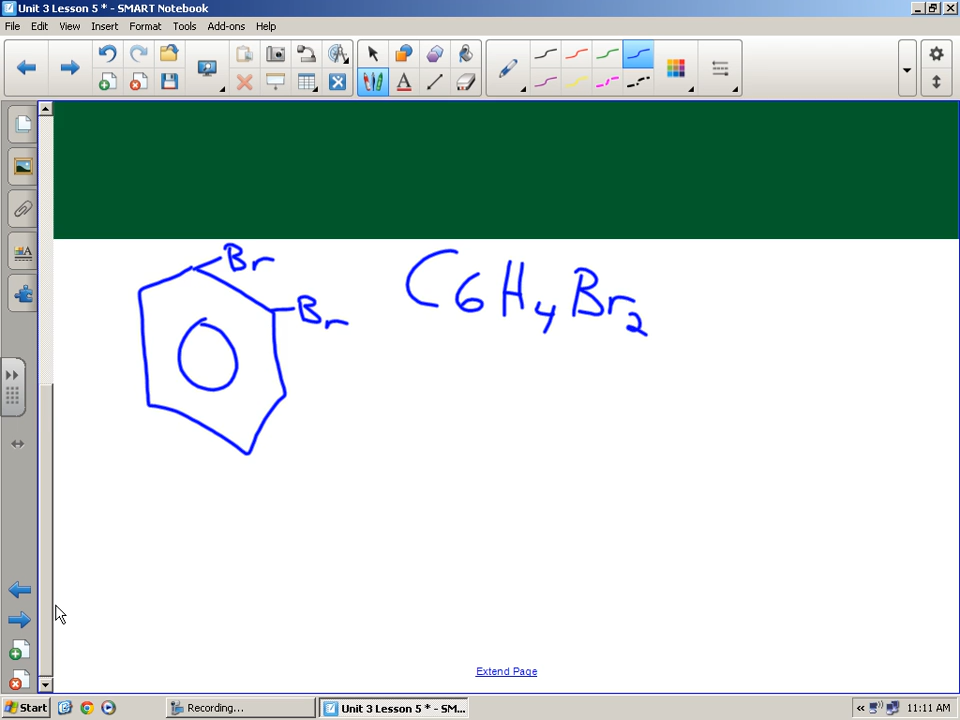 Unit 3 Lesson 5 * - SMART Notebook
File Edit View Insert Format Tools Add-ons Help
Br
Br
C6H4Br2
Extend Page
Start Recording... Unit 3 Lesson 5 * - SM... « 11:11 AM